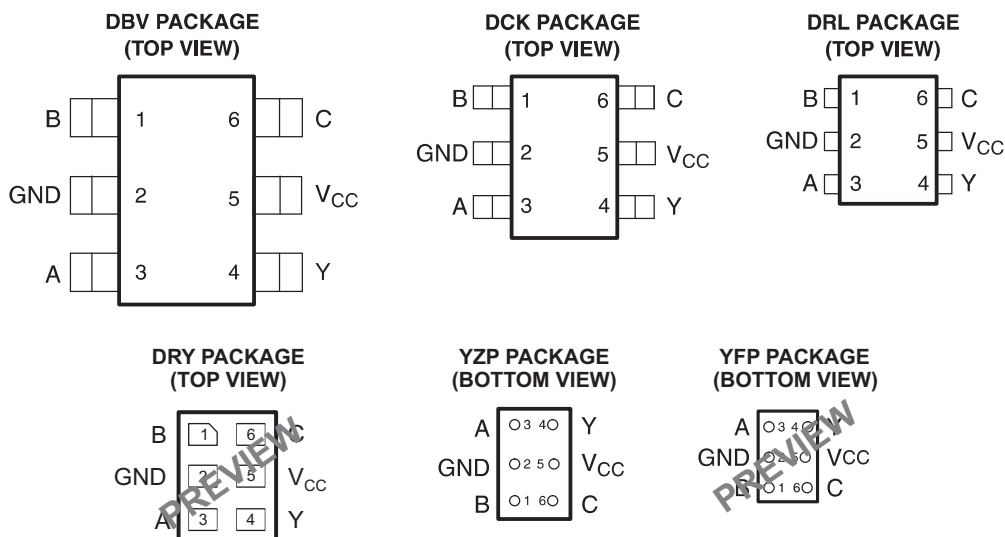 DBV PACKAGE
(TOP VIEW)
B 1 6 C
GND 2 5 VCC
A 3 4 Y
DCK PACKAGE
(TOP VIEW)
B 1 6 C
GND 2 5 VCC
A 3 4 Y
DRL PACKAGE
(TOP VIEW)
B 1 6 C
GND 2 5 VCC
A 3 4 Y
DRY PACKAGE
(TOP VIEW)
B 1 6 C
GND 2 5 VCC
A 3 4 Y
PREVIEW
YZP PACKAGE
(BOTTOM VIEW)
A 3 4 Y
GND 2 5 VCC
B 1 6 C
YFP PACKAGE
(BOTTOM VIEW)
A 3 4 Y
GND 2 5 VCC
B 1 6 C
PREVIEW